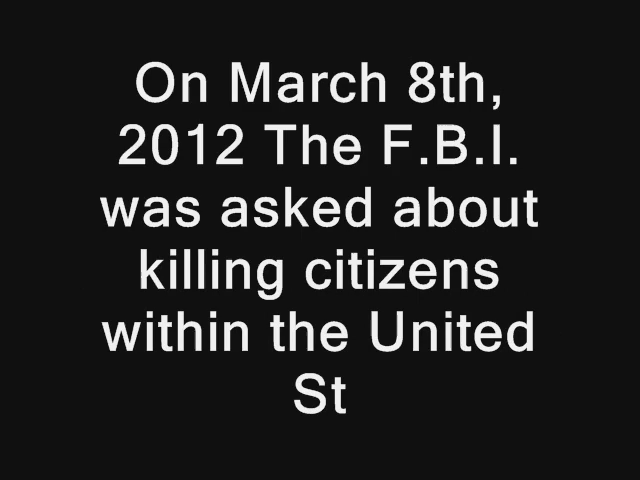 On March 8th,
2012 The F.B.I.
was asked about
killing citizens
within the United
St